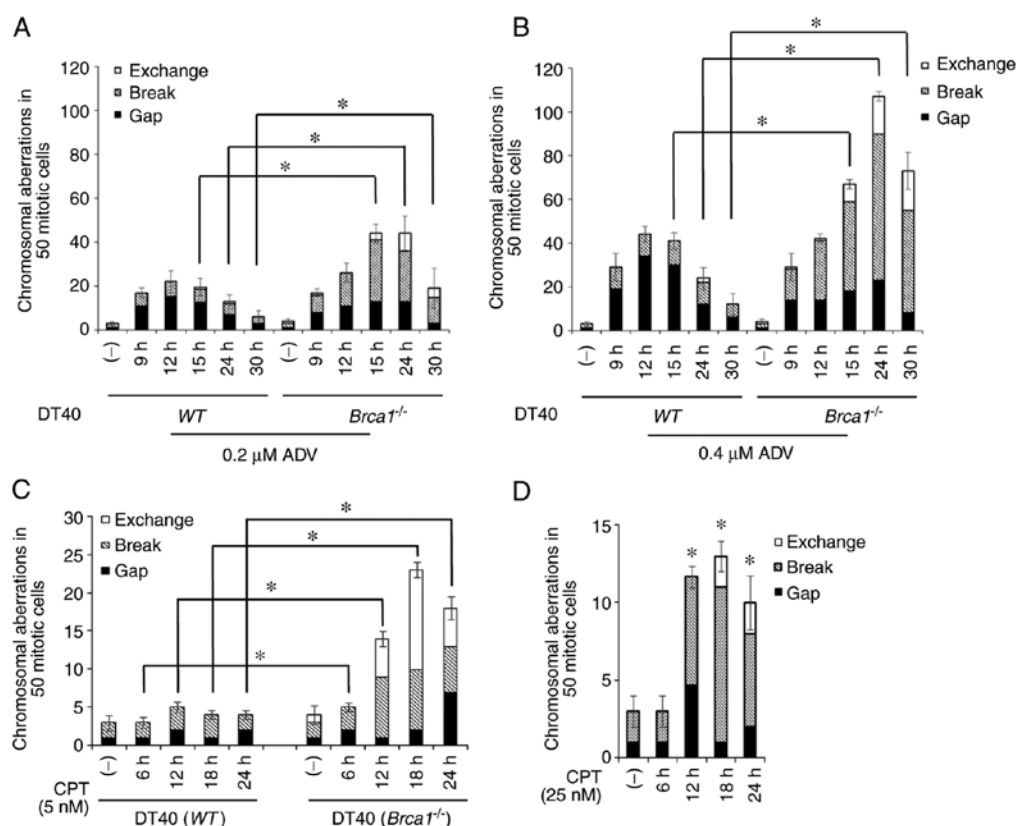 A
Chromosomal aberrations in
50 mitotic cells
120
100
80
60
40
20
0
Exchange
Break
Gap
*
*
*
(–)
9 h
12 h
15 h
24 h
30 h
(–)
9 h
12 h
15 h
24 h
30 h
DT40
WT
Brca1-/-
0.2 µM ADV
B
Chromosomal aberrations in
50 mitotic cells
120
100
80
60
40
20
0
Exchange
Break
Gap
*
*
*
(–)
9 h
12 h
15 h
24 h
30 h
(–)
9 h
12 h
15 h
24 h
30 h
DT40
WT
Brca1-/-
0.4 µM ADV
C
Chromosomal aberrations in
50 mitotic cells
30
25
20
15
10
5
0
Exchange
Break
Gap
*
*
*
*
CPT
(5 nM)
(–)
6 h
12 h
18 h
24 h
(–)
6 h
12 h
18 h
24 h
DT40 (WT)
DT40 (Brca1-/-)
D
Chromosomal aberrations in
50 mitotic cells
15
10
5
0
*
*
*
Exchange
Break
Gap
CPT
(25 nM)
(–)
6 h
12 h
18 h
24 h